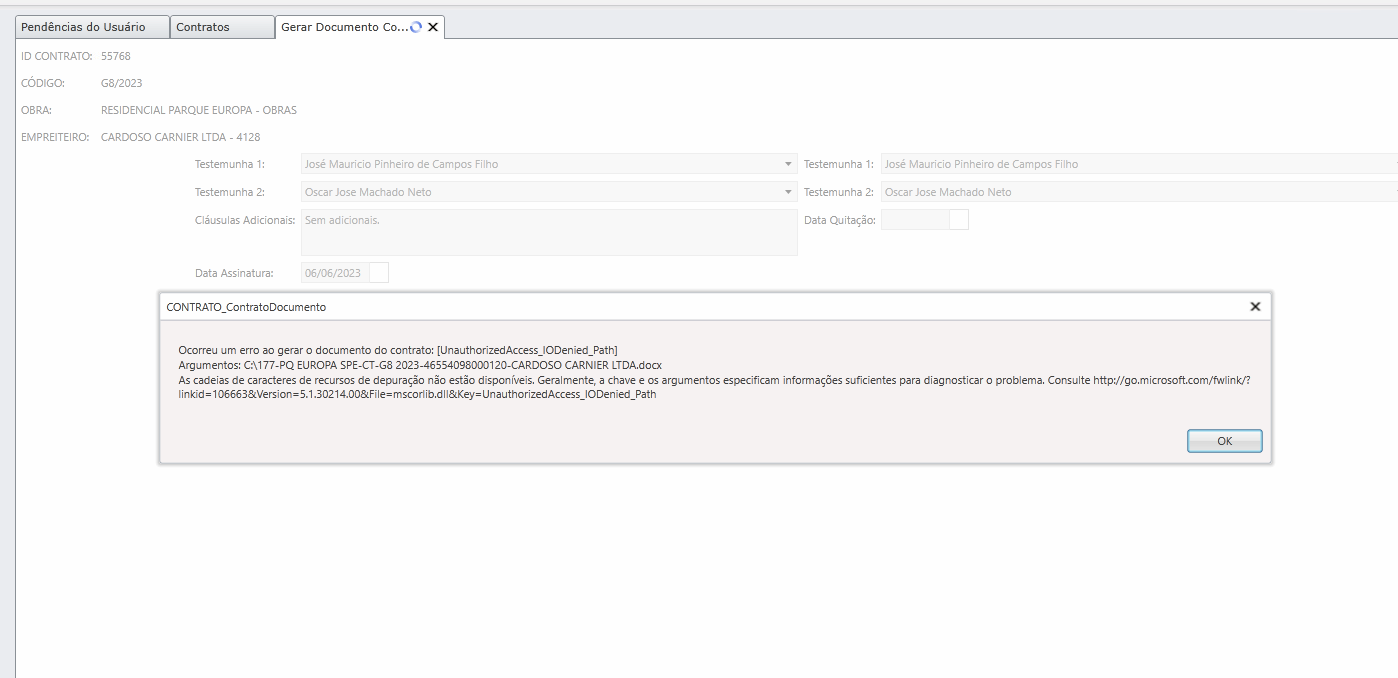 Pendências do Usuário
Contratos
Gerar Documento Co...
ID CONTRATO: 55768
CÓDIGO: G8/2023
OBRA: RESIDENCIAL PARQUE EUROPA - OBRAS
EMPREITEIRO: CARDOSO CARNIER LTDA - 4128
Testemunha 1: José Mauricio Pinheiro de Campos Filho Testemunha 1: José Mauricio Pinheiro de Campos Filho
Testemunha 2: Oscar Jose Machado Neto Testemunha 2: Oscar Jose Machado Neto
Cláusulas Adicionais: Sem adicionais. Data Quitação:
Data Assinatura: 06/06/2023
CONTRATO_ContratoDocumento
Ocorreu um erro ao gerar o documento do contrato: [UnauthorizedAccess_IODenied_Path]
Argumentos: C:\177-PQ EUROPA SPE-CT-G8 2023-46554098000120-CARDOSO CARNIER LTDA.docx
As cadeias de caracteres de recursos de depuração não estão disponíveis. Geralmente, a chave e os argumentos especificam informações suficientes para diagnosticar o problema. Consulte http://go.microsoft.com/fwlink/?
linkid=106663&Version=5.1.30214.00&File=mscorlib.dll&Key=UnauthorizedAccess_IODenied_Path
OK